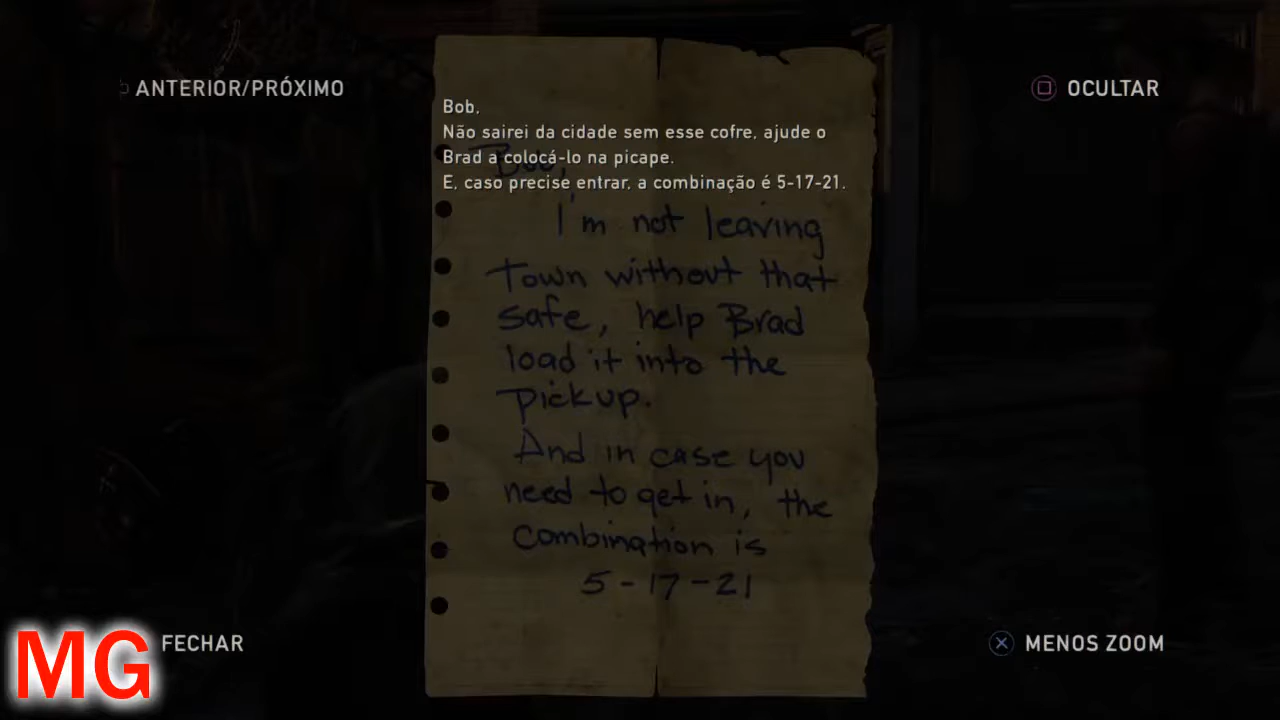 ANTERIOR/PRÓXIMO
OCULTAR
Bob,
Não sairei da cidade sem esse cofre, ajude o
Brad a colocá-lo na picape.
E, caso precise entrar, a combinação é 5-17-21.
Bob,
I'm not leaving
Town without that
safe, help Brad
load it into the
pickup.
And in case you
need to get in, the
combination is
5-17-21
MG
FECHAR
MENOS ZOOM